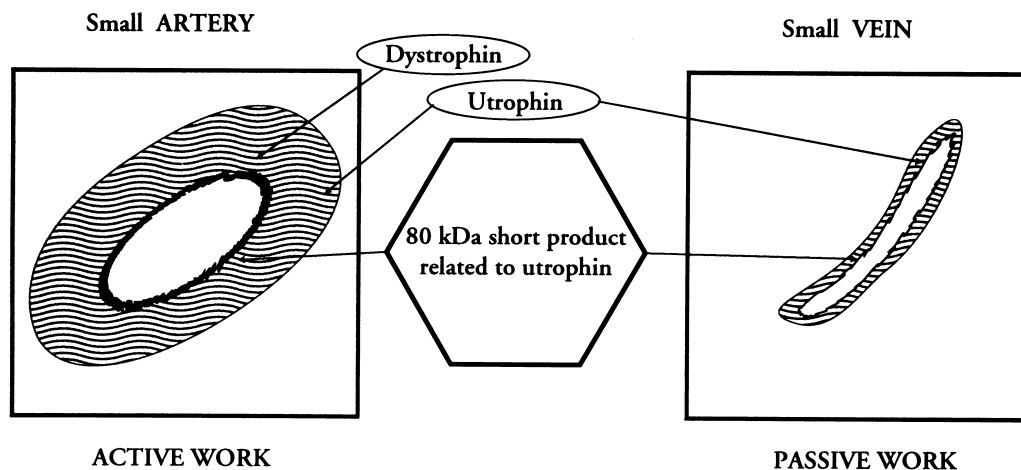 Small ARTERY
Small VEIN
Dystrophin
Utrophin
80 kDa short product
related to utrophin
ACTIVE WORK
PASSIVE WORK